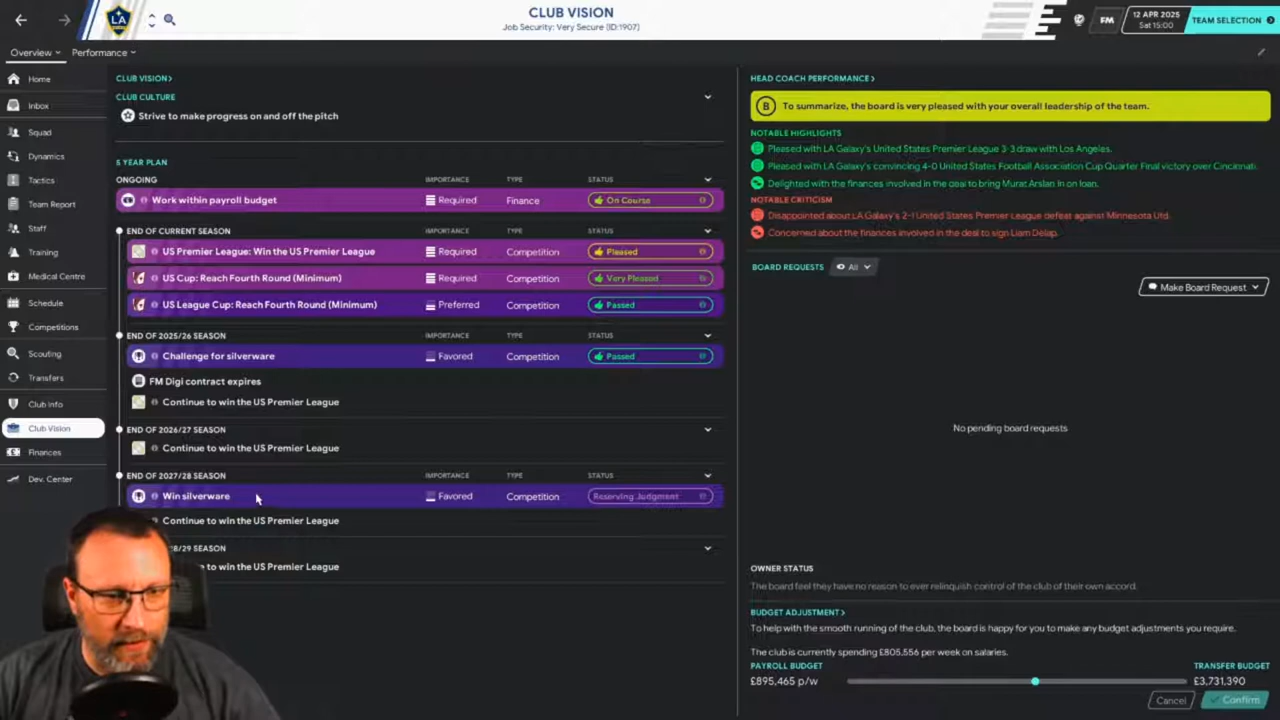 CLUB VISION
Job Security: Very Secure (ID:1907)
LA
FM
12 APR 2025
Sat 15:00
TEAM SELECTION
Overview
Performance
Home
Inbox
Squad
Dynamics
Tactics
Team Report
Staff
Training
Medical Centre
Schedule
Competitions
Scouting
Transfers
Club Info
Club Vision
Finances
Dev. Center
CLUB VISION>
CLUB CULTURE
Strive to make progress on and off the pitch
5 YEAR PLAN
ONGOING IMPORTANCE TYPE STATUS
Work within payroll budget Required Finance On Course
END OF CURRENT SEASON IMPORTANCE TYPE STATUS
US Premier League: Win the US Premier League Required Competition Pleased
US Cup: Reach Fourth Round (Minimum) Required Competition Very Pleased
US League Cup: Reach Fourth Round (Minimum) Preferred Competition Passed
END OF 2025/26 SEASON IMPORTANCE TYPE STATUS
Challenge for silverware Favored Competition Passed
FM Digi contract expires
Continue to win the US Premier League
END OF 2026/27 SEASON
Continue to win the US Premier League
END OF 2027/28 SEASON IMPORTANCE TYPE STATUS
Win silverware Favored Competition Reserving Judgment
Continue to win the US Premier League
8/29 SEASON
ue to win the US Premier League
HEAD COACH PERFORMANCE>
B To summarize, the board is very pleased with your overall leadership of the team.
NOTABLE HIGHLIGHTS
Pleased with LA Galaxy's United States Premier League 3-3 draw with Los Angeles.
Pleased with LA Galaxy's convincing 4-0 United States Football Association Cup Quarter Final victory over Cincinnati.
Delighted with the finances involved in the deal to bring Murat Arslan in on loan.
NOTABLE CRITICISM
Disappointed about LA Galaxy's 2-1 United States Premier League defeat against Minnesota Utd.
Concerned about the finances involved in the deal to sign Liam Delap.
BOARD REQUESTS All
Make Board Request
No pending board requests
OWNER STATUS
The board feel they have no reason to ever relinquish control of the club of their own accord.
BUDGET ADJUSTMENT>
To help with the smooth running of the club, the board is happy for you to make any budget adjustments you require.
The club is currently spending £805,556 per week on salaries.
PAYROLL BUDGET TRANSFER BUDGET
£895,465 p/w £3,731,390
Cancel Confirm